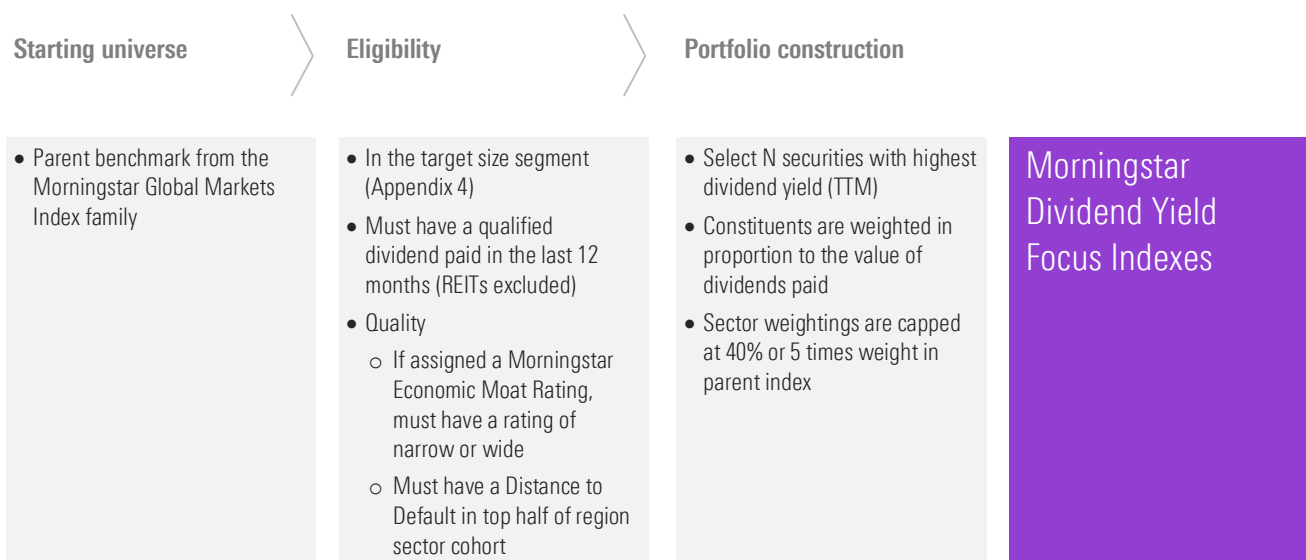 Starting universe
Eligibility
Portfolio construction
• Parent benchmark from the
Morningstar Global Markets
Index family
• In the target size segment
(Appendix 4)
• Must have a qualified
dividend paid in the last 12
months (REITs excluded)
• Quality
o If assigned a Morningstar
Economic Moat Rating,
must have a rating of
narrow or wide
o Must have a Distance to
Default in top half of region
sector cohort
• Select N securities with highest
dividend yield (TTM)
• Constituents are weighted in
proportion to the value of
dividends paid
• Sector weightings are capped
at 40% or 5 times weight in
parent index
Morningstar
Dividend Yield
Focus Indexes